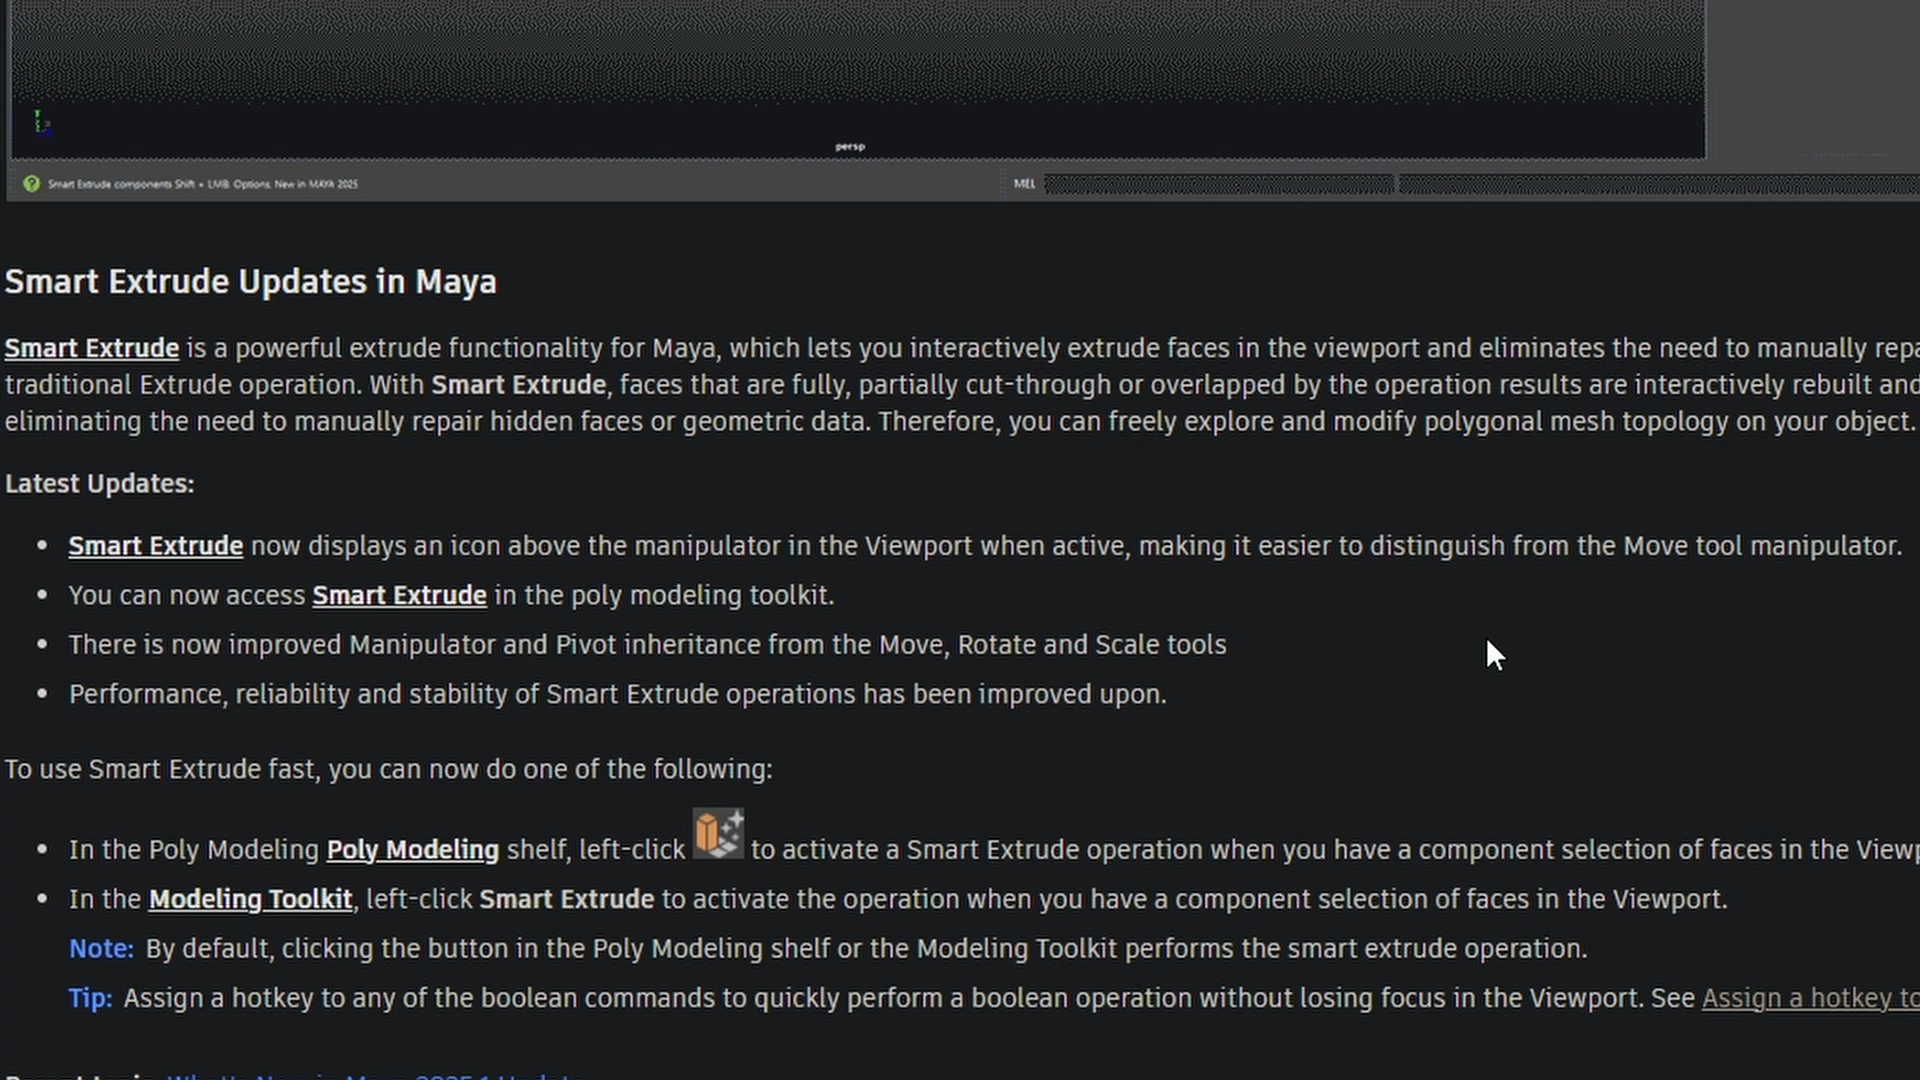 persp
Smart Extrude components Shift + LMB. Options. New in MAYA 2025
MEL
Smart Extrude Updates in Maya
Smart Extrude is a powerful extrude functionality for Maya, which lets you interactively extrude faces in the viewport and eliminates the need to manually repa
traditional Extrude operation. With Smart Extrude, faces that are fully, partially cut-through or overlapped by the operation results are interactively rebuilt and
eliminating the need to manually repair hidden faces or geometric data. Therefore, you can freely explore and modify polygonal mesh topology on your object.
Latest Updates:
Smart Extrude now displays an icon above the manipulator in the Viewport when active, making it easier to distinguish from the Move tool manipulator.
You can now access Smart Extrude in the poly modeling toolkit.
There is now improved Manipulator and Pivot inheritance from the Move, Rotate and Scale tools
Performance, reliability and stability of Smart Extrude operations has been improved upon.
To use Smart Extrude fast, you can now do one of the following:
In the Poly Modeling Poly Modeling shelf, left-click to activate a Smart Extrude operation when you have a component selection of faces in the Viewp
In the Modeling Toolkit, left-click Smart Extrude to activate the operation when you have a component selection of faces in the Viewport.
Note: By default, clicking the button in the Poly Modeling shelf or the Modeling Toolkit performs the smart extrude operation.
Tip: Assign a hotkey to any of the boolean commands to quickly perform a boolean operation without losing focus in the Viewport. See Assign a hotkey to